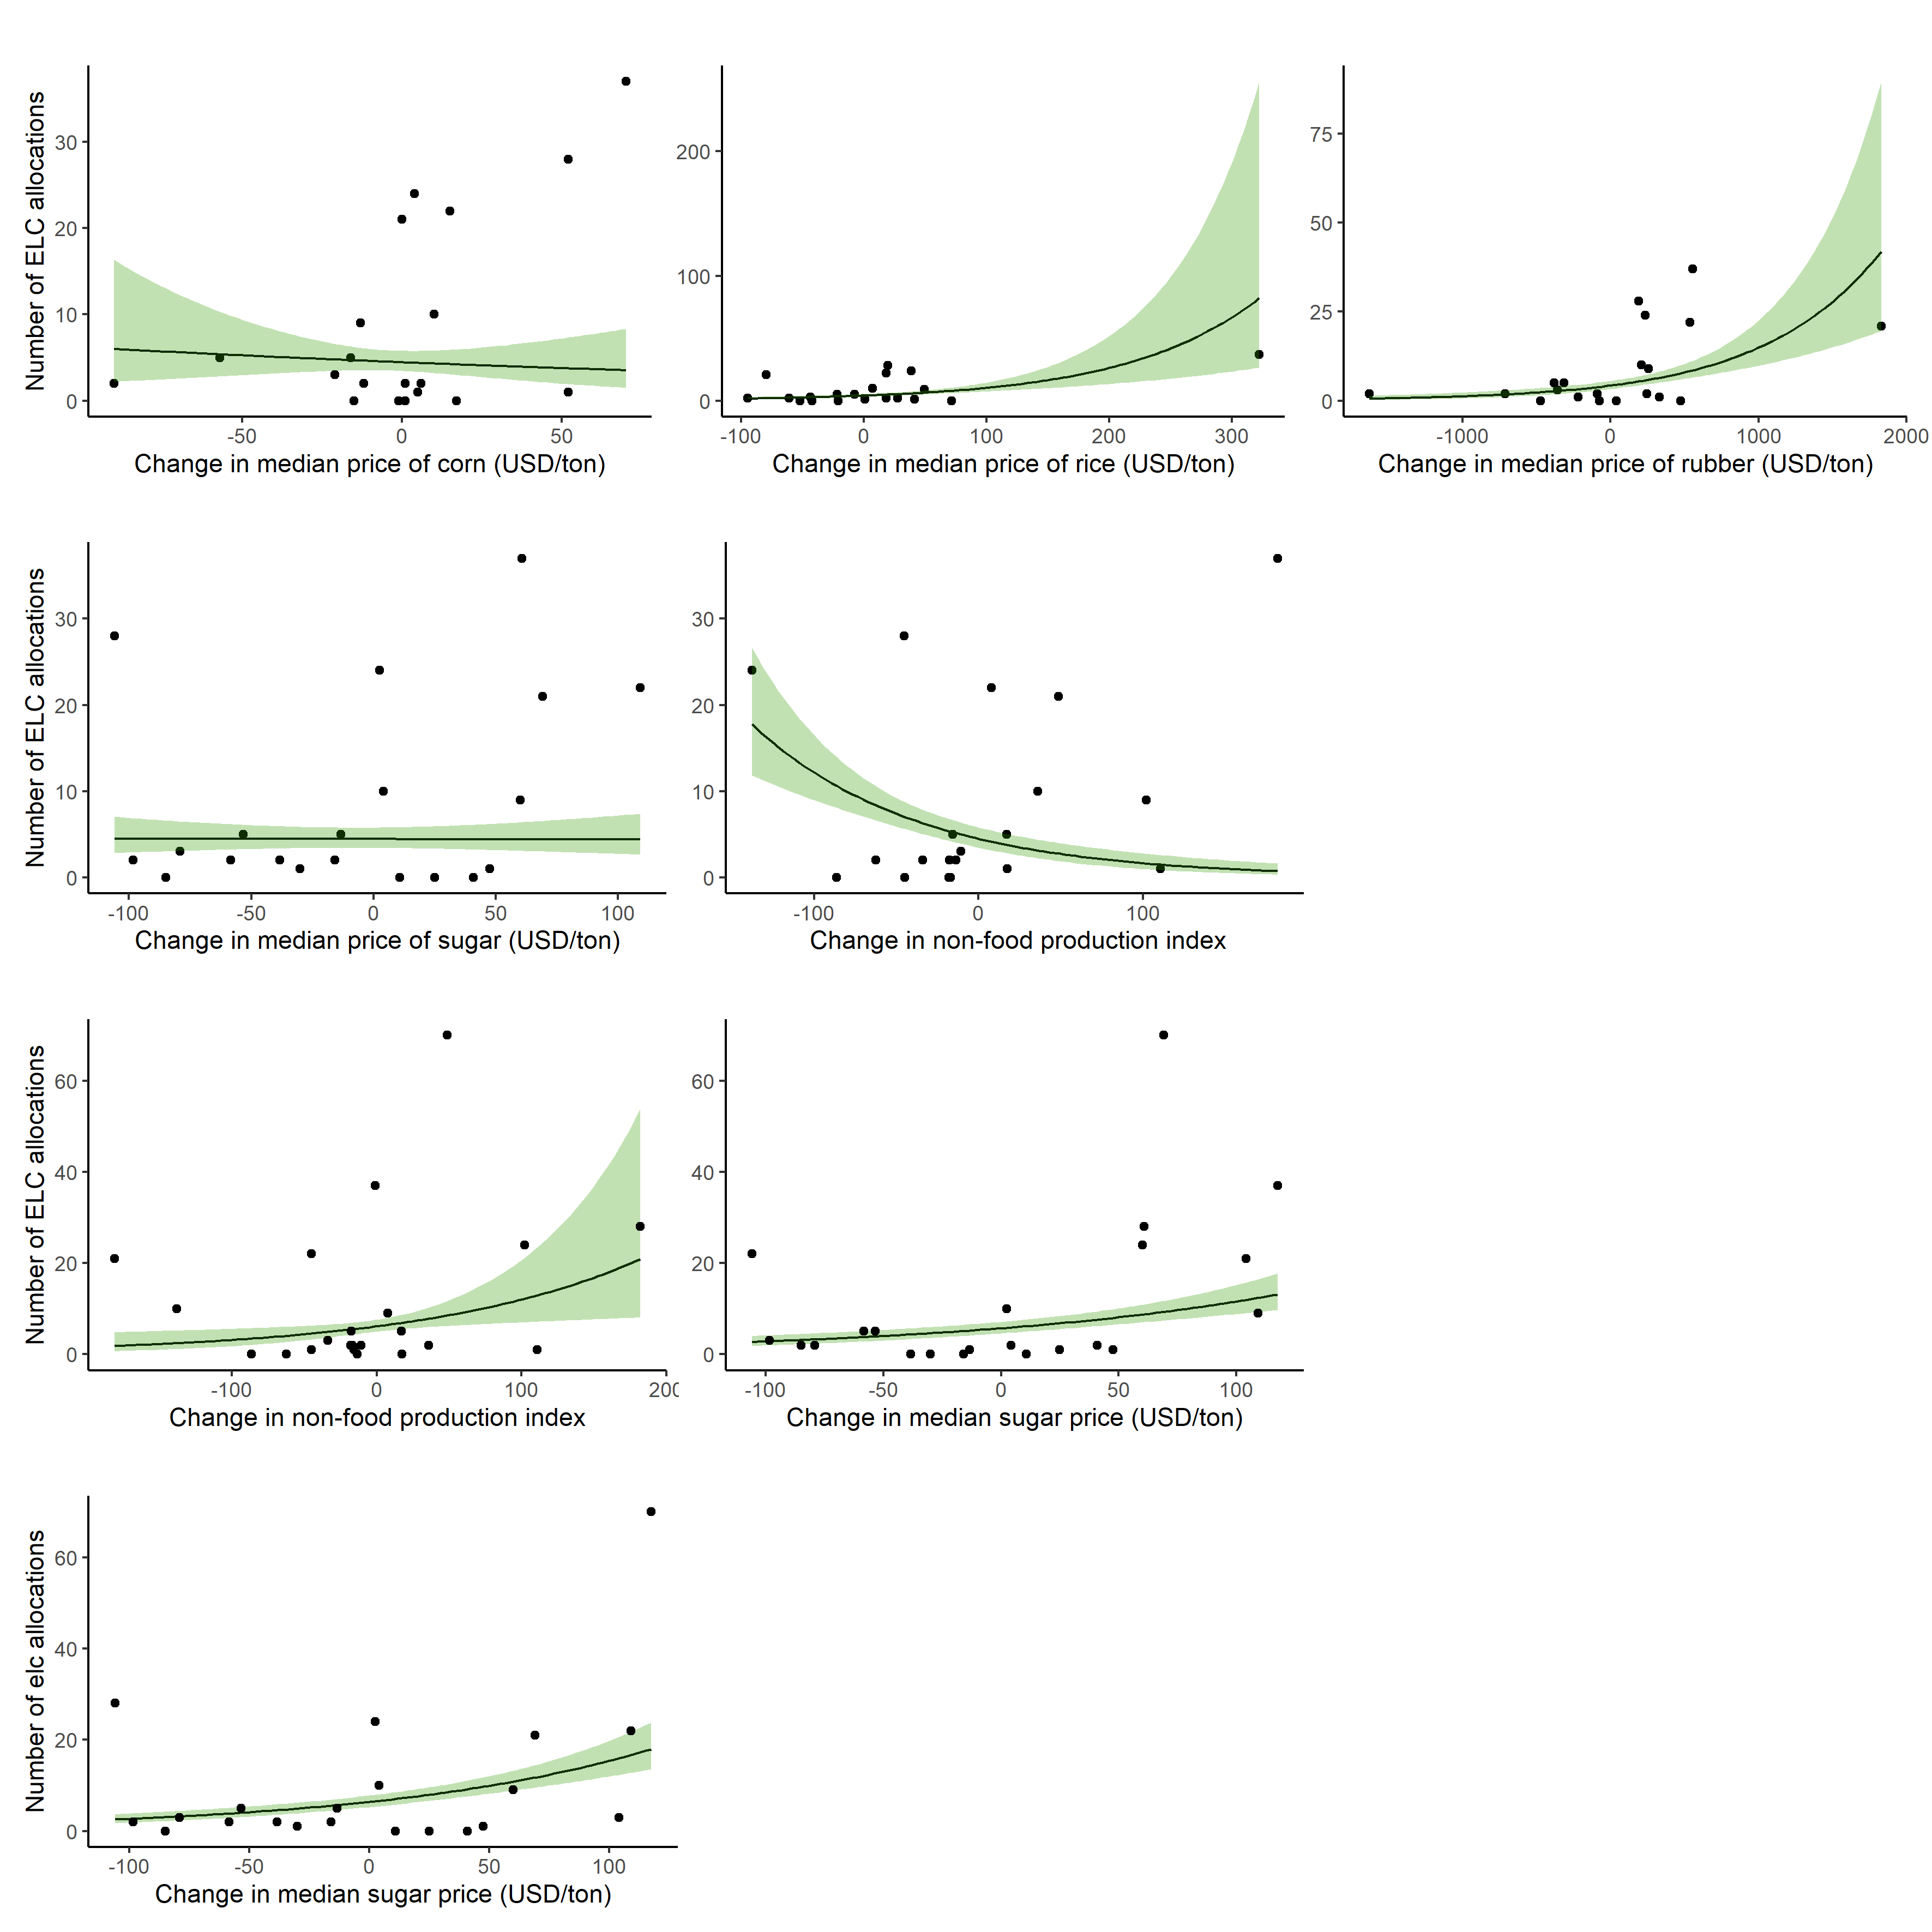 Number of ELC allocations
30
20
10
0
-50 0 50
Change in median price of corn (USD/ton)
200
100
0
-100 0 100 200 300
Change in median price of rice (USD/ton)
75
50
25
0
-1000 0 1000 2000
Change in median price of rubber (USD/ton)
Number of ELC allocations
30
20
10
0
-100 -50 0 50 100
Change in median price of sugar (USD/ton)
30
20
10
0
-100 0 100
Change in non-food production index
Number of ELC allocations
60
40
20
0
-100 0 100 200
Change in non-food production index
60
40
20
0
-100 -50 0 50 100
Change in median sugar price (USD/ton)
Number of elc allocations
60
40
20
0
-100 -50 0 50 100
Change in median sugar price (USD/ton)